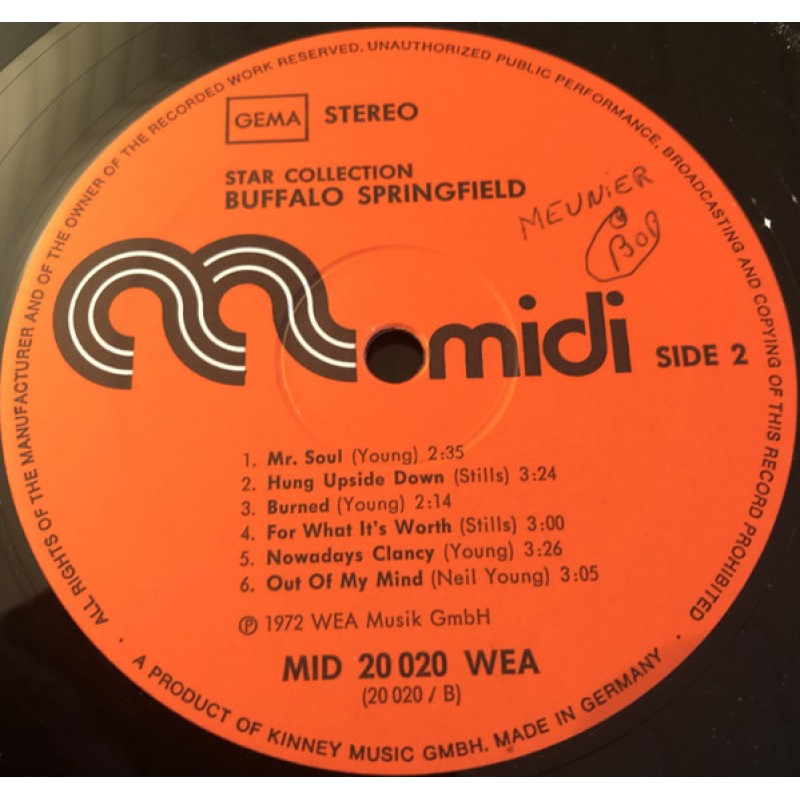 ALL RIGHTS OF THE MANUFACTURER AND OF THE OWNER OF THE RECORDED WORK RESERVED. UNAUTHORIZED PUBLIC PERFORMANCE, BROADCASTING AND COPYING OF THIS RECORD PROHIBITED
GEMA STEREO
STAR COLLECTION
BUFFALO SPRINGFIELD
MEUNIER
Bob
midi SIDE 2
1. Mr. Soul (Young) 2:35
2. Hung Upside Down (Stills) 3:24
3. Burned (Young) 2:14
4. For What It's Worth (Stills) 3:00
5. Nowadays Clancy (Young) 3:26
6. Out Of My Mind (Neil Young) 3:05
℗ 1972 WEA Musik GmbH
MID 20 020 WEA
(20 020 / B)
· A PRODUCT OF KINNEY MUSIC GMBH. MADE IN GERMANY ·